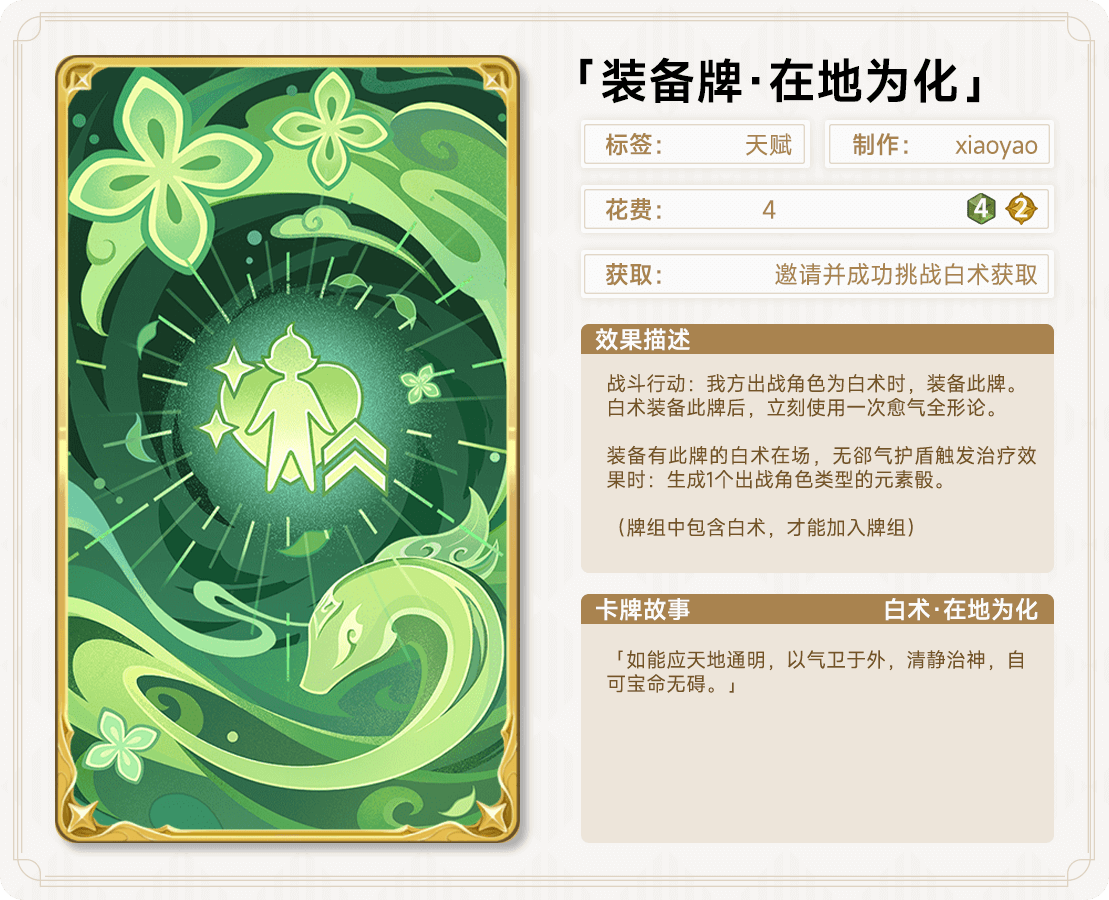 「装备牌·在地为化」
标签： 天赋
制作： xiaoyao
花费： 4 4 2
获取： 邀请并成功挑战白术获取
效果描述
战斗行动：我方出战角色为白术时，装备此牌。
白术装备此牌后，立刻使用一次愈气全形论。
装备有此牌的白术在场，无郤气护盾触发治疗效
果时：生成1个出战角色类型的元素骰。
（牌组中包含白术，才能加入牌组）
卡牌故事 白术·在地为化
「如能应天地通明，以气卫于外，清静治神，自
可宝命无碍。」